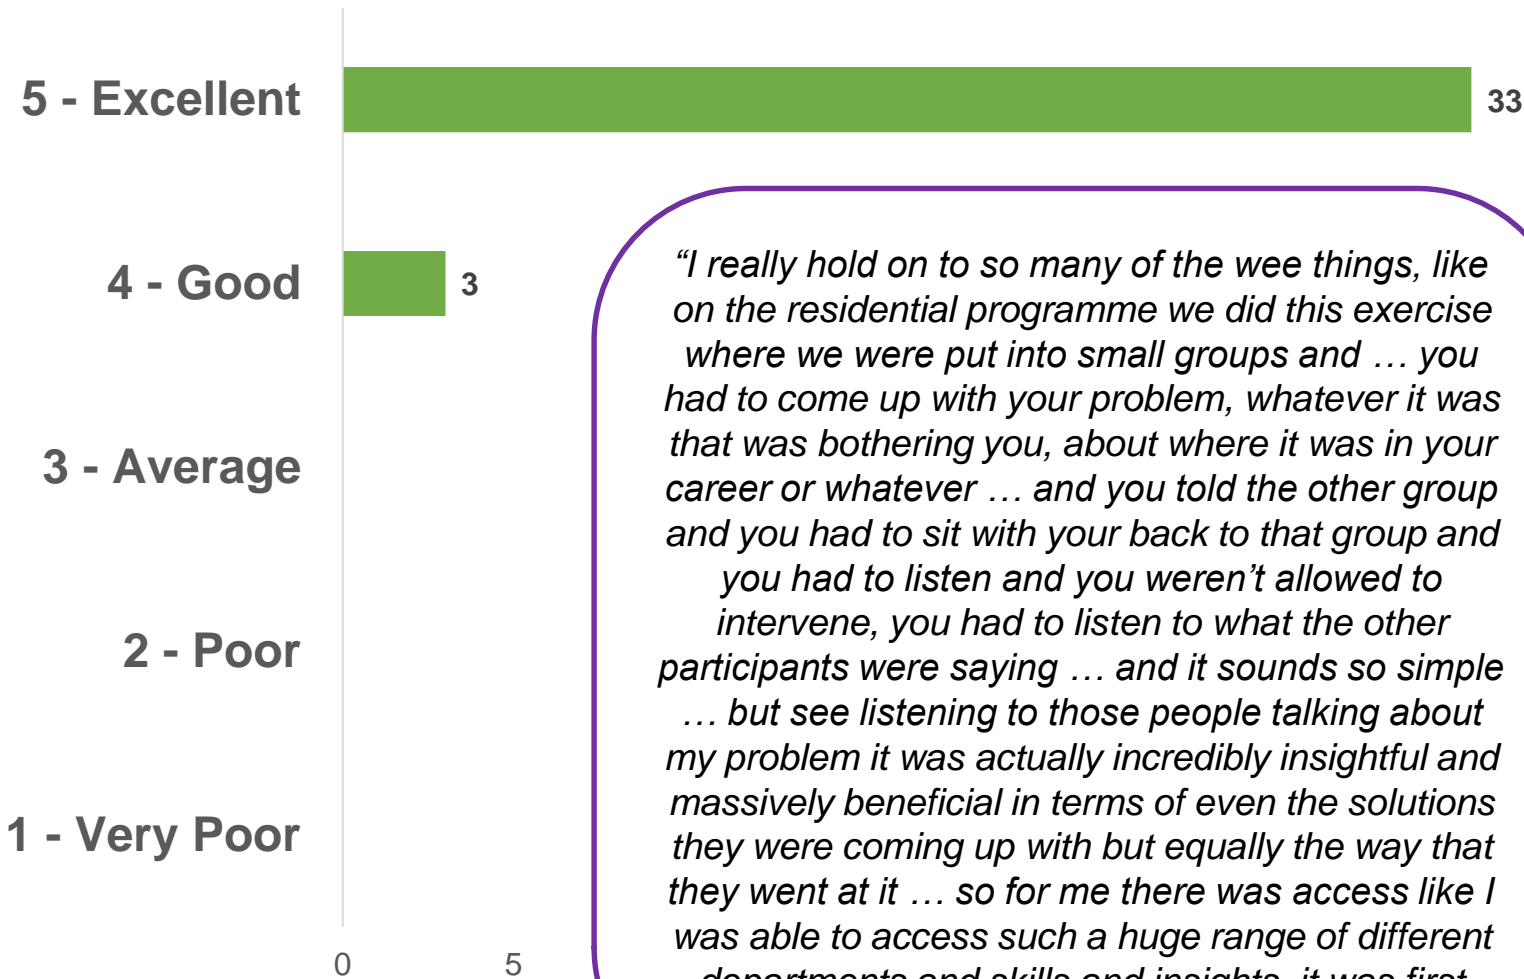 5 - Excellent
33
4 - Good
3
3 - Average
2 - Poor
1 - Very Poor
0 5
“I really hold on to so many of the wee things, like
on the residential programme we did this exercise
where we were put into small groups and … you
had to come up with your problem, whatever it was
that was bothering you, about where it was in your
career or whatever … and you told the other group
and you had to sit with your back to that group and
you had to listen and you weren’t allowed to
intervene, you had to listen to what the other
participants were saying … and it sounds so simple
… but see listening to those people talking about
my problem it was actually incredibly insightful and
massively beneficial in terms of even the solutions
they were coming up with but equally the way that
they went at it … so for me there was access like I
was able to access such a huge range of different
departments and skills and insights, it was first